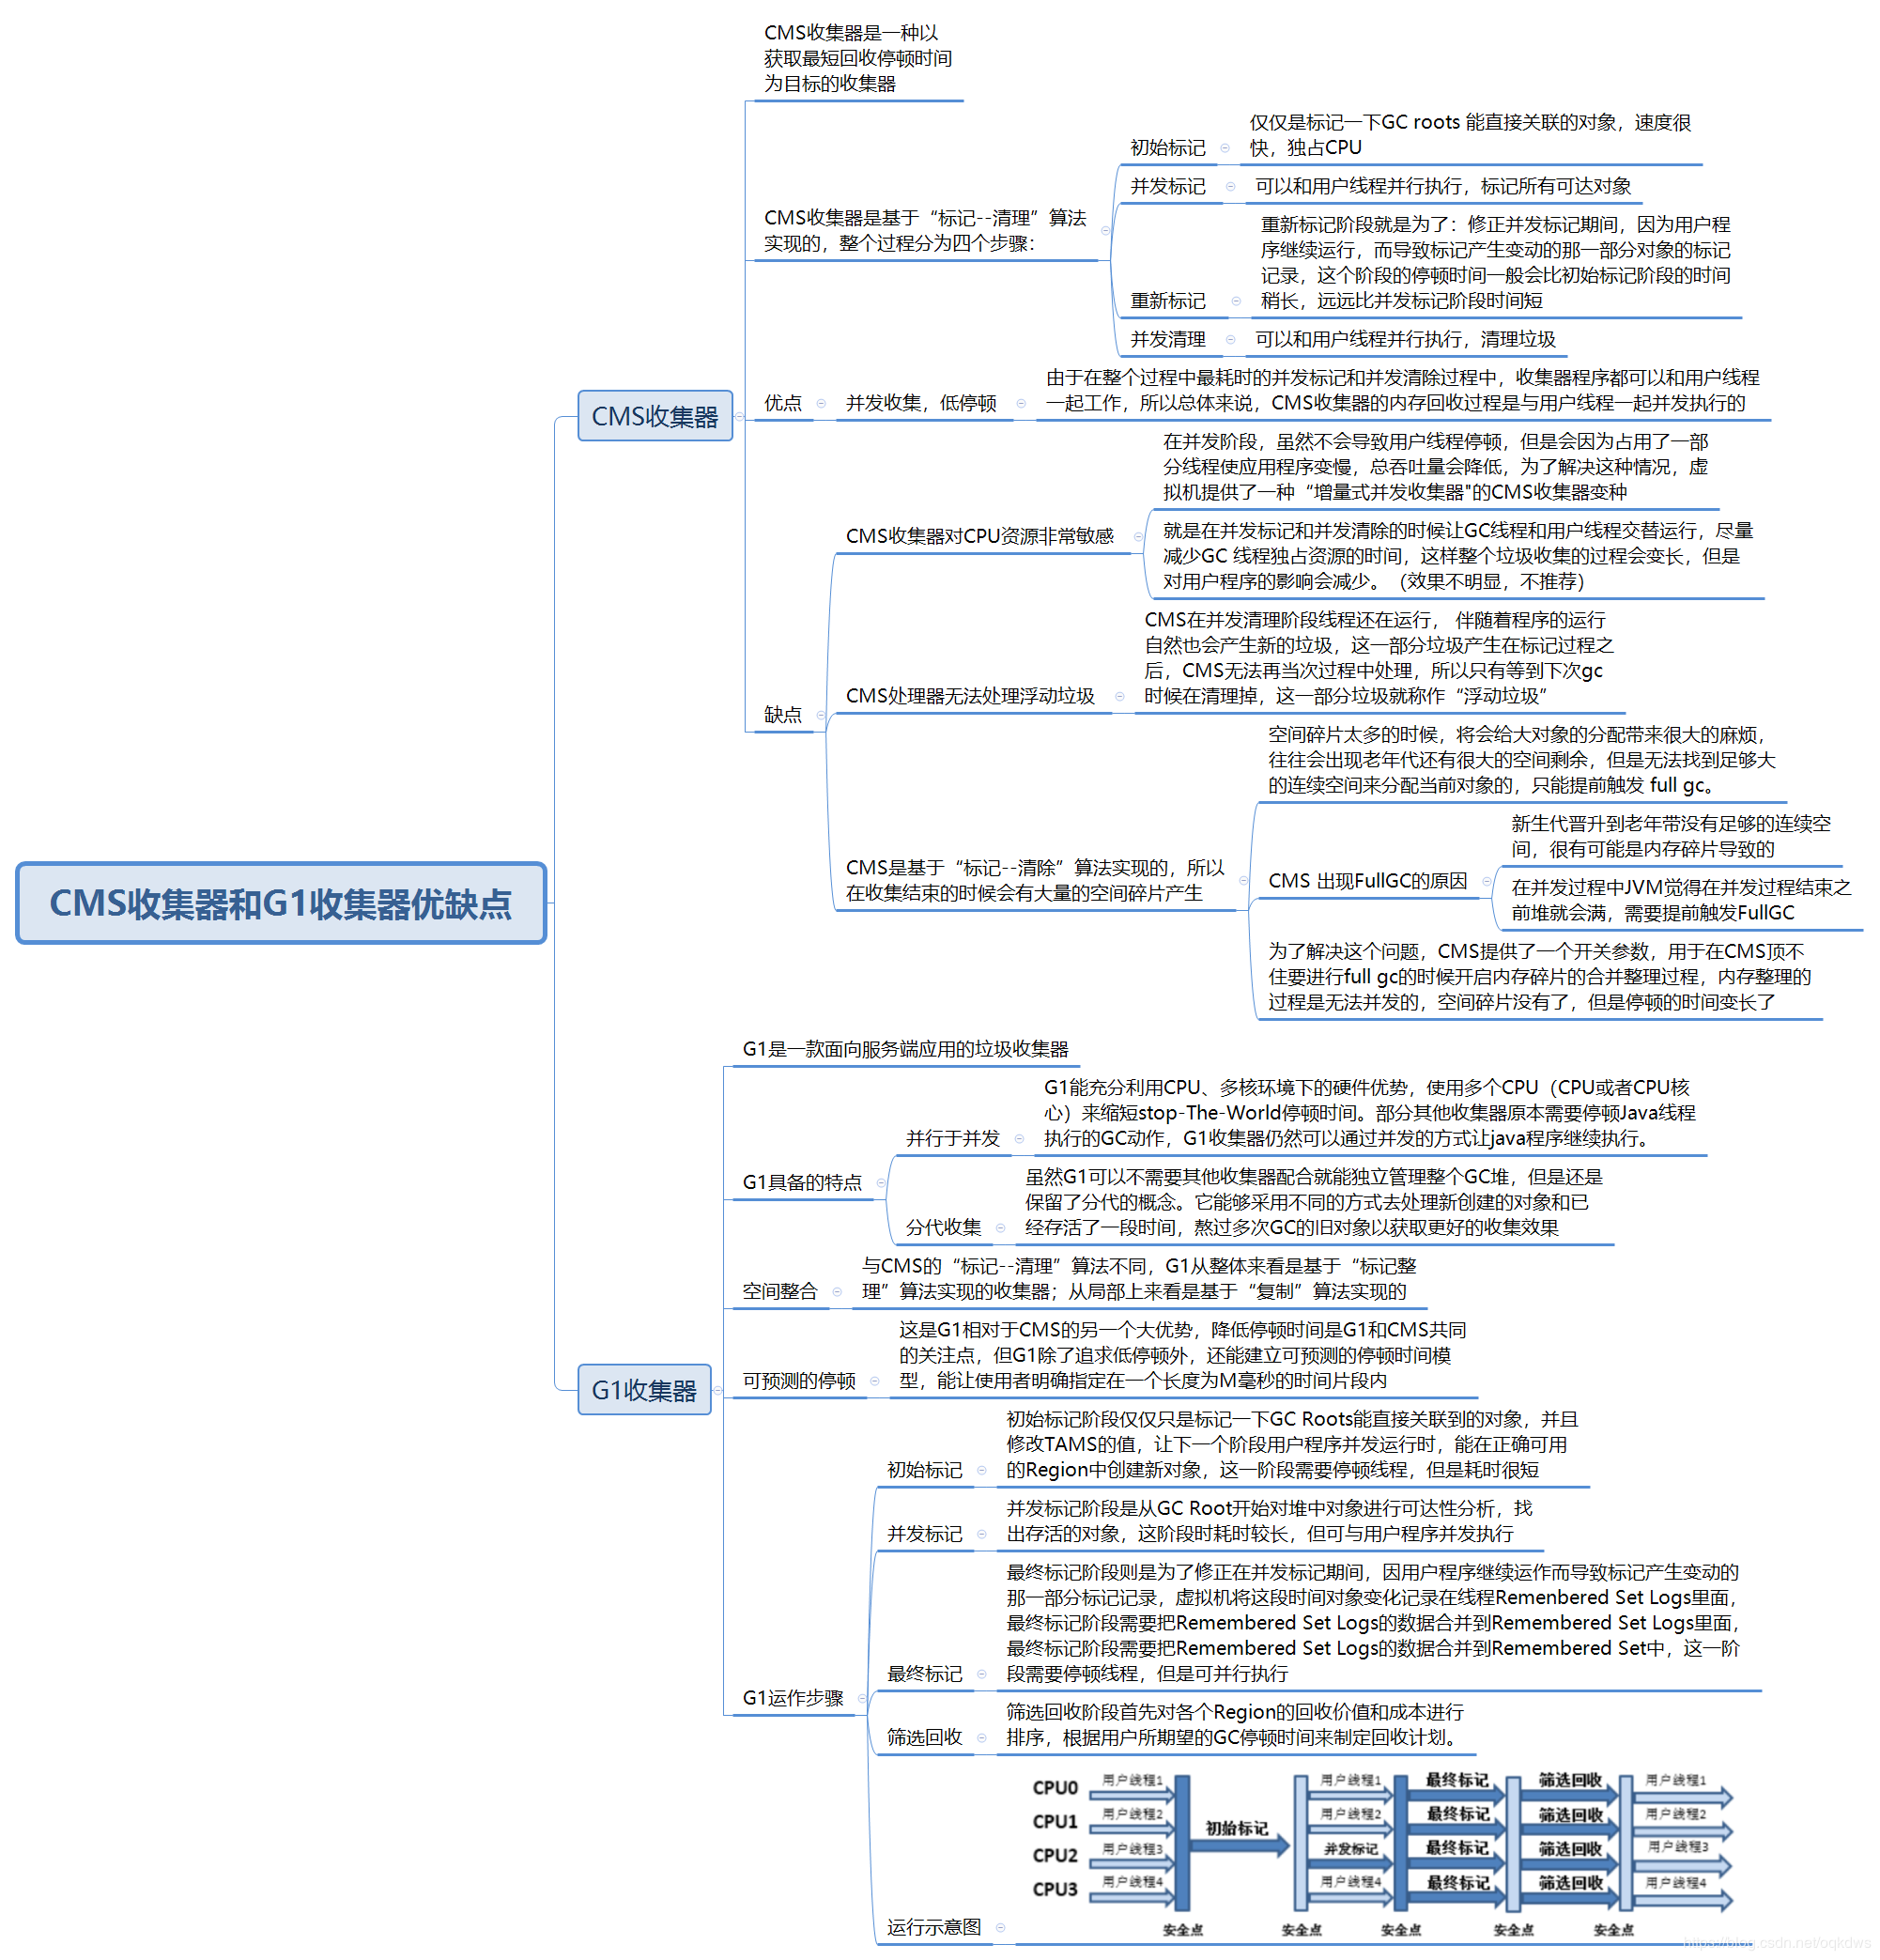 CMS收集器和G1收集器优缺点
CMS收集器
CMS收集器是一种以
获取最短回收停顿时间
为目标的收集器
CMS收集器是基于“标记--清理”算法
实现的，整个过程分为四个步骤：
初始标记
仅仅是标记一下GC roots 能直接关联的对象，速度很
快，独占CPU
并发标记
可以和用户线程并行执行，标记所有可达对象
重新标记
重新标记阶段就是为了：修正并发标记期间，因为用户程
序继续运行，而导致标记产生变动的那一部分对象的标记
记录，这个阶段的停顿时间一般会比初始标记阶段的时间
稍长，远远比并发标记阶段时间短
并发清理
可以和用户线程并行执行，清理垃圾
优点
并发收集，低停顿
由于在整个过程中最耗时的并发标记和并发清除过程中，收集器程序都可以和用户线程
一起工作，所以总体来说，CMS收集器的内存回收过程是与用户线程一起并发执行的
缺点
CMS收集器对CPU资源非常敏感
在并发阶段，虽然不会导致用户线程停顿，但是会因为占用了一部
分线程使应用程序变慢，总吞吐量会降低，为了解决这种情况，虚
拟机提供了一种“增量式并发收集器"的CMS收集器变种
就是在并发标记和并发清除的时候让GC线程和用户线程交替运行，尽量
减少GC 线程独占资源的时间，这样整个垃圾收集的过程会变长，但是
对用户程序的影响会减少。（效果不明显，不推荐）
CMS处理器无法处理浮动垃圾
CMS在并发清理阶段线程还在运行， 伴随着程序的运行
自然也会产生新的垃圾，这一部分垃圾产生在标记过程之
后，CMS无法再当次过程中处理，所以只有等到下次gc
时候在清理掉，这一部分垃圾就称作“浮动垃圾”
CMS是基于“标记--清除”算法实现的，所以
在收集结束的时候会有大量的空间碎片产生
空间碎片太多的时候，将会给大对象的分配带来很大的麻烦，
往往会出现老年代还有很大的空间剩余，但是无法找到足够大
的连续空间来分配当前对象的，只能提前触发 full gc。
CMS 出现FullGC的原因
新生代晋升到老年带没有足够的连续空
间，很有可能是内存碎片导致的
在并发过程中JVM觉得在并发过程结束之
前堆就会满，需要提前触发FullGC
为了解决这个问题，CMS提供了一个开关参数，用于在CMS顶不
住要进行full gc的时候开启内存碎片的合并整理过程，内存整理的
过程是无法并发的，空间碎片没有了，但是停顿的时间变长了
G1收集器
G1是一款面向服务端应用的垃圾收集器
G1具备的特点
并行于并发
G1能充分利用CPU、多核环境下的硬件优势，使用多个CPU（CPU或者CPU核
心）来缩短stop-The-World停顿时间。部分其他收集器原本需要停顿Java线程
执行的GC动作，G1收集器仍然可以通过并发的方式让java程序继续执行。
分代收集
虽然G1可以不需要其他收集器配合就能独立管理整个GC堆，但是还是
保留了分代的概念。它能够采用不同的方式去处理新创建的对象和已
经存活了一段时间，熬过多次GC的旧对象以获取更好的收集效果
空间整合
与CMS的“标记--清理”算法不同，G1从整体来看是基于“标记整
理”算法实现的收集器；从局部上来看是基于“复制”算法实现的
可预测的停顿
这是G1相对于CMS的另一个大优势，降低停顿时间是G1和CMS共同
的关注点，但G1除了追求低停顿外，还能建立可预测的停顿时间模
型，能让使用者明确指定在一个长度为M毫秒的时间片段内
G1运作步骤
初始标记
初始标记阶段仅仅只是标记一下GC Roots能直接关联到的对象，并且
修改TAMS的值，让下一个阶段用户程序并发运行时，能在正确可用
的Region中创建新对象，这一阶段需要停顿线程，但是耗时很短
并发标记
并发标记阶段是从GC Root开始对堆中对象进行可达性分析，找
出存活的对象，这阶段时耗时较长，但可与用户程序并发执行
最终标记
最终标记阶段则是为了修正在并发标记期间，因用户程序继续运作而导致标记产生变动的
那一部分标记记录，虚拟机将这段时间对象变化记录在线程Remenbered Set Logs里面，
最终标记阶段需要把Remembered Set Logs的数据合并到Remembered Set Logs里面，
最终标记阶段需要把Remembered Set Logs的数据合并到Remembered Set中，这一阶
段需要停顿线程，但是可并行执行
筛选回收
筛选回收阶段首先对各个Region的回收价值和成本进行
排序，根据用户所期望的GC停顿时间来制定回收计划。
运行示意图
CPU0 用户线程1 用户线程1 最终标记 筛选回收 用户线程1
CPU1 用户线程2 初始标记 用户线程2 最终标记 筛选回收 用户线程2
CPU2 用户线程3 并发标记 最终标记 筛选回收 用户线程3
CPU3 用户线程4 用户线程4 最终标记 筛选回收 用户线程4
安全点 安全点 安全点 安全点 安全点
https://blog.csdn.net/oqkdws